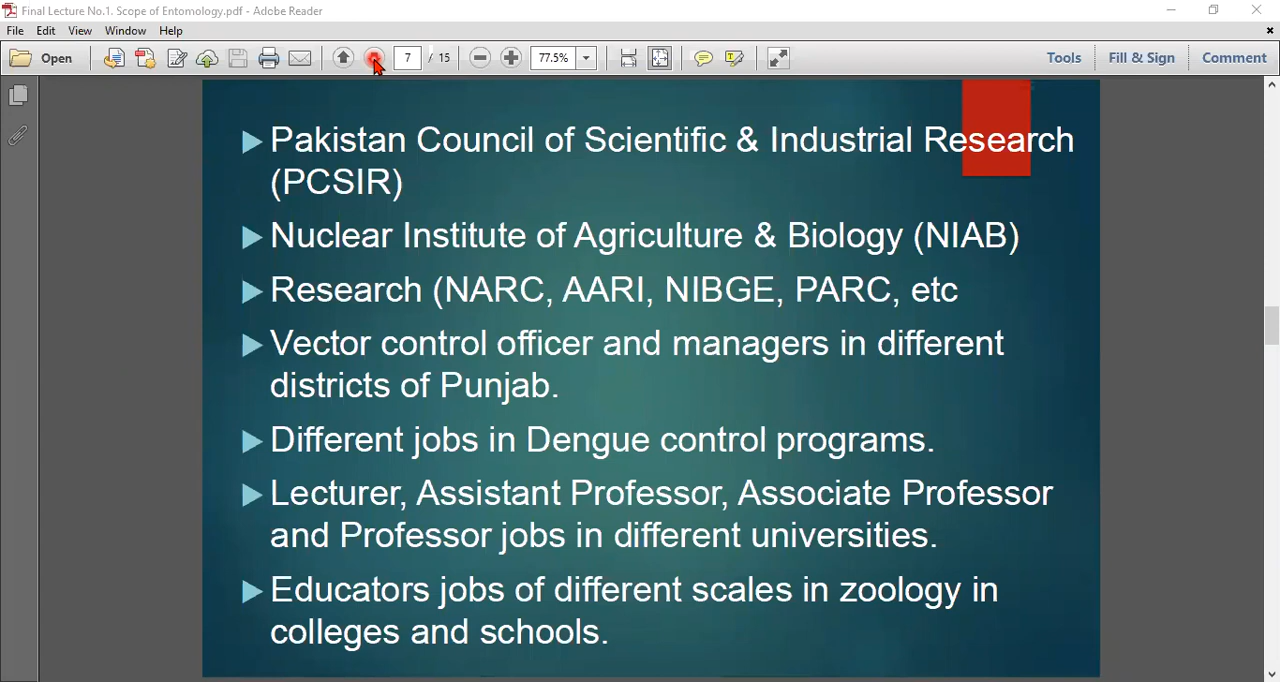 Final Lecture No.1. Scope of Entomology.pdf - Adobe Reader
File Edit View Window Help
Open 7 / 15 77.5% Tools Fill & Sign Comment
Pakistan Council of Scientific & Industrial Research
(PCSIR)
Nuclear Institute of Agriculture & Biology (NIAB)
Research (NARC, AARI, NIBGE, PARC, etc
Vector control officer and managers in different
districts of Punjab.
Different jobs in Dengue control programs.
Lecturer, Assistant Professor, Associate Professor
and Professor jobs in different universities.
Educators jobs of different scales in zoology in
colleges and schools.